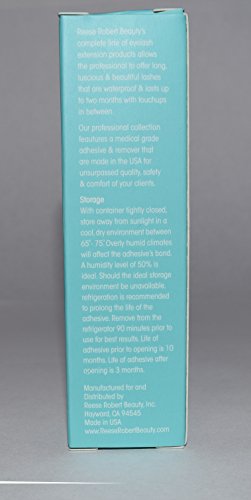 Reese Robert Beauty's
complete line of eyelash
extension products allows
the professional to offer long,
luscious & beautiful lashes
that are waterproof & lasts up
to two months with touchups
in between.
Our professional collection
feautures a medical grade
adhesive & remover that
are made in the USA for
unsurpassed quality, safety
& comfort of your clients.
Storage
With container tightly closed,
store away from sunlight in
a cool, dry environment between
65°- 75°. Overly humid climates
will affect the adhesive's bond.
A humidity level of 50% is
ideal. Should the ideal storage
environment be unavailable,
refrigeration is recommended
to prolong the life of the
adhesive. Remove from the
refrigerator 90 minutes prior to
use for best results. Life of
adhesive prior to opening is 10
months. Life of adhesive after
opening is 3 months.
Manufactured for and
Distributed by
Reese Robert Beauty, Inc.
Hayward, CA 94545
Made in USA
www.ReeseRobertBeauty.com